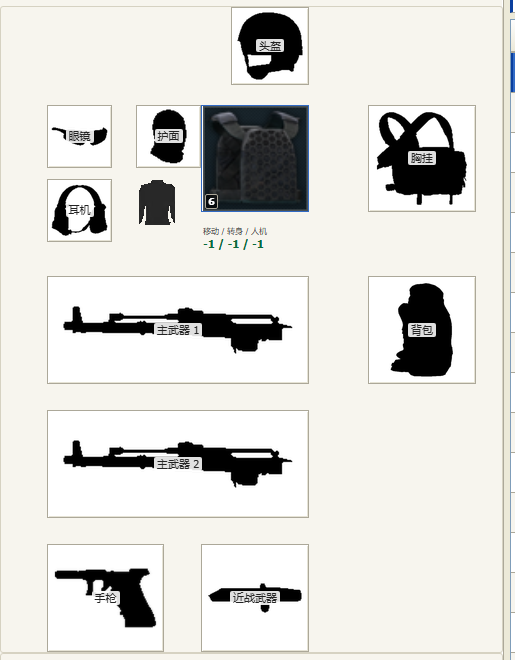 头盔
眼镜
护面
胸挂
6
耳机
移动 / 转身 / 人机
-1 / -1 / -1
主武器 1
背包
主武器 2
手枪
近战武器